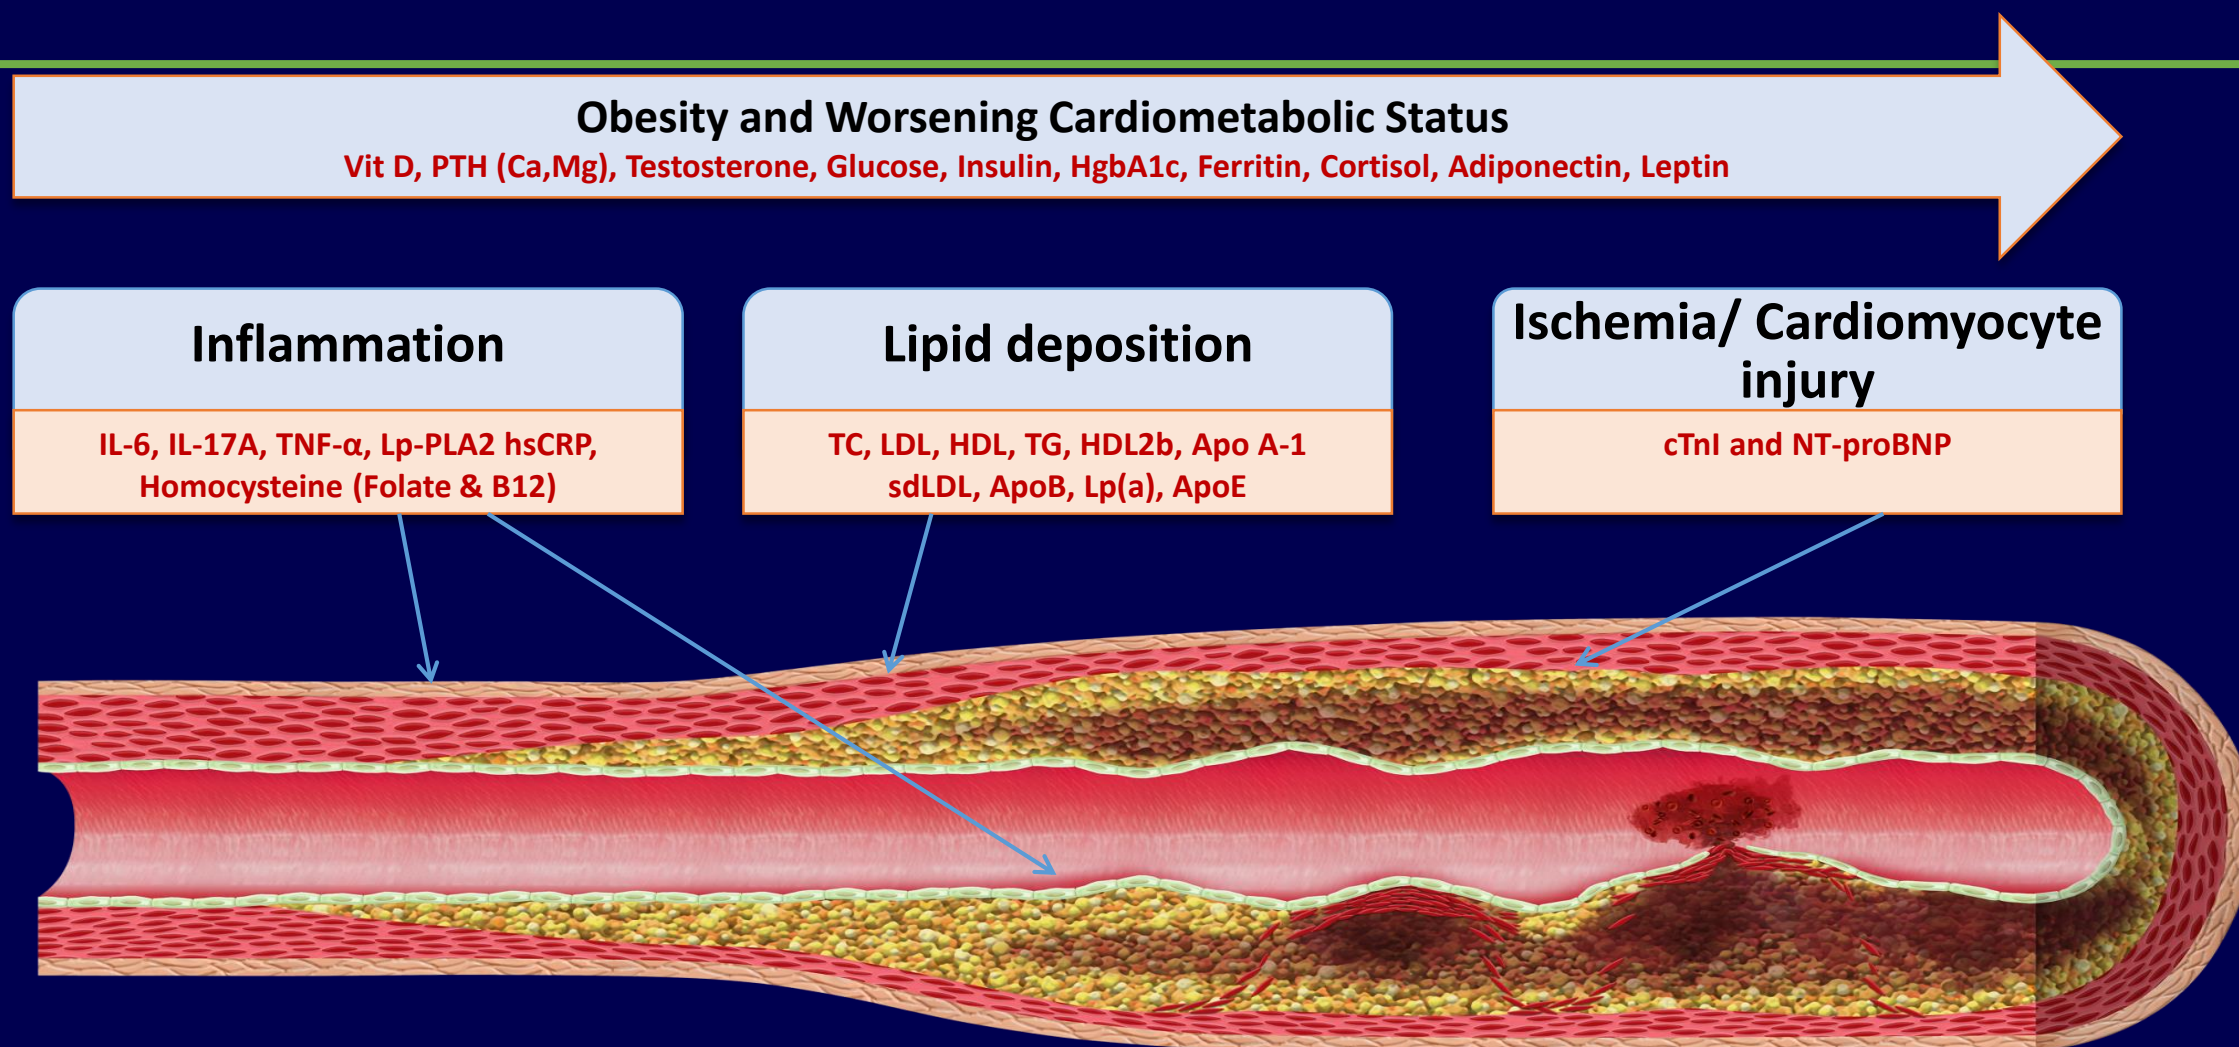 Obesity and Worsening Cardiometabolic Status
Vit D, PTH (Ca,Mg), Testosterone, Glucose, Insulin, HgbA1c, Ferritin, Cortisol, Adiponectin, Leptin
Inflammation
IL-6, IL-17A, TNF-α, Lp-PLA2 hsCRP,
Homocysteine (Folate & B12)
Lipid deposition
TC, LDL, HDL, TG, HDL2b, Apo A-1
sdLDL, ApoB, Lp(a), ApoE
Ischemia/ Cardiomyocyte
injury
cTnI and NT-proBNP